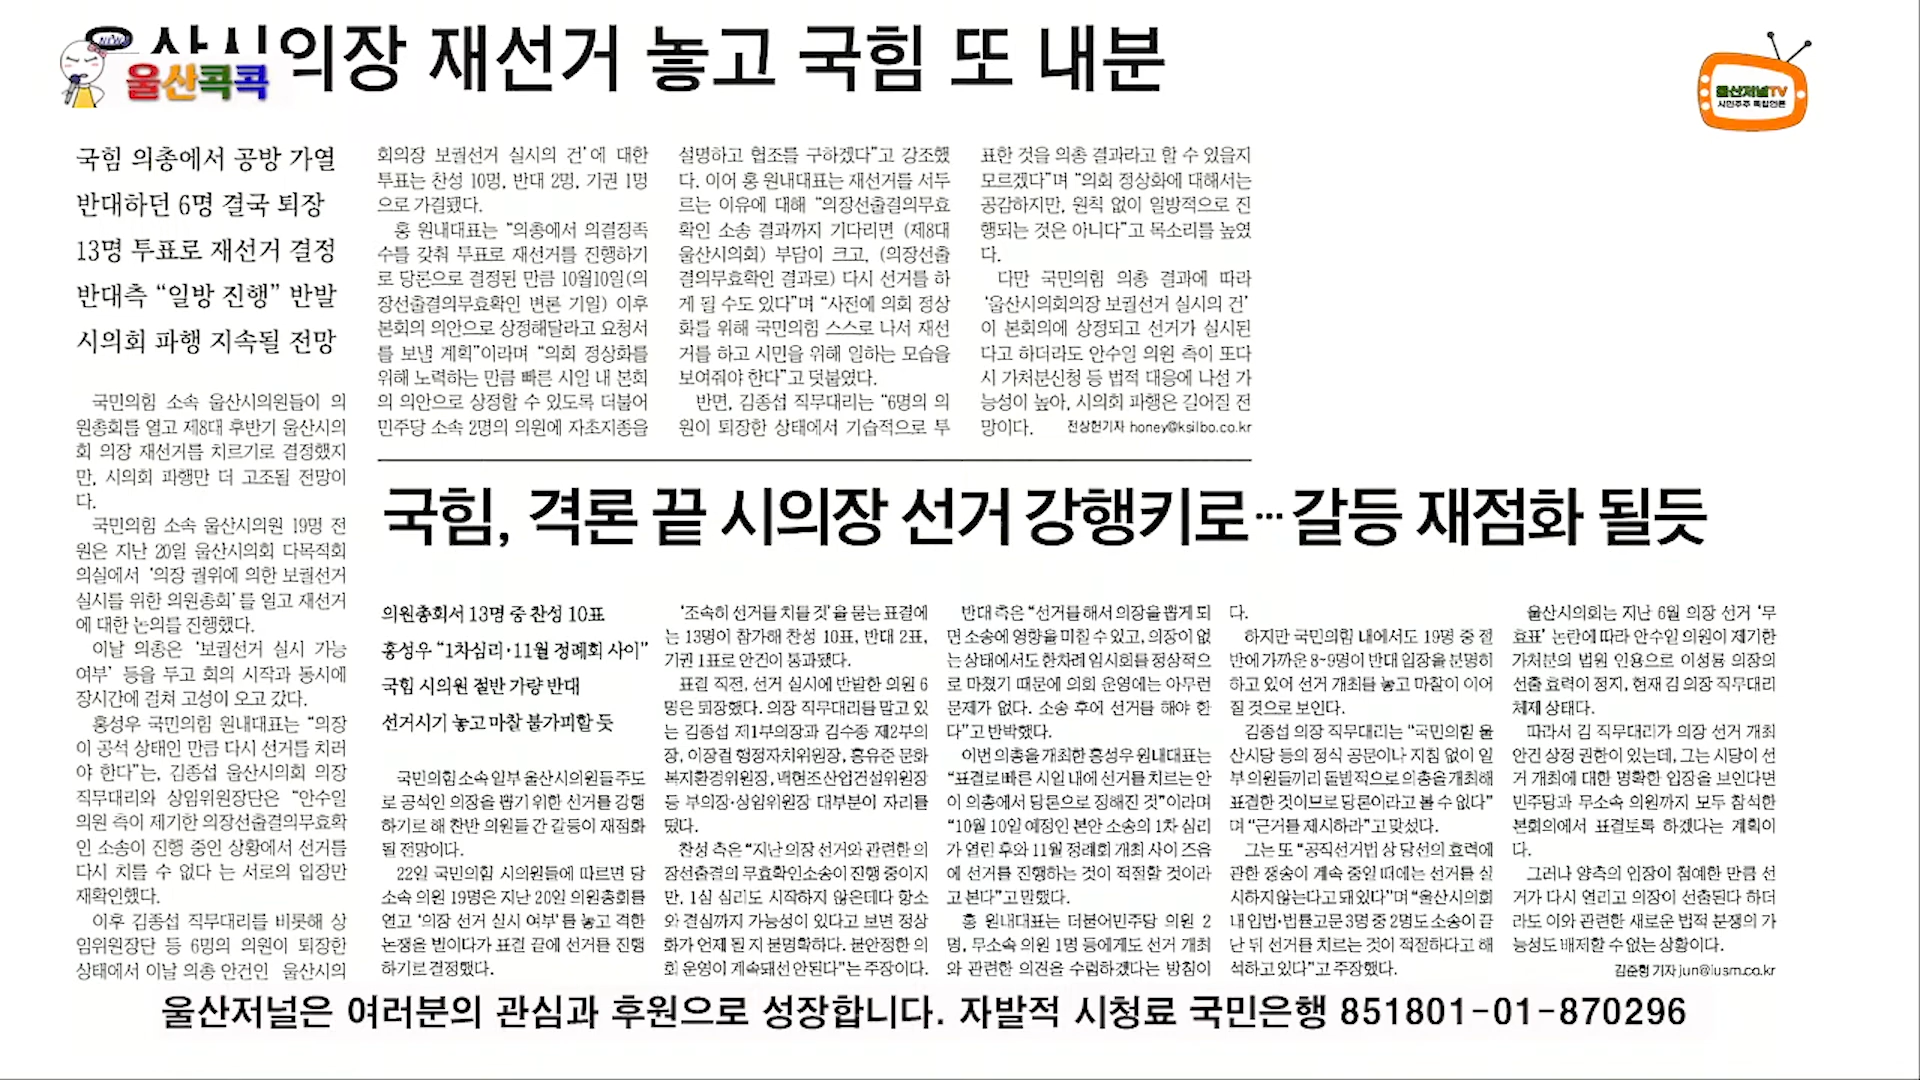 NEWS
울산콕콕
산시의장 재선거 놓고 국힘 또 내분
울산저널TV
시민주주 독립언론
국힘 의총에서 공방 가열
반대하던 6명 결국 퇴장
13명 투표로 재선거 결정
반대측 “일방 진행” 반발
시의회 파행 지속될 전망
국민의힘 소속 울산시의원들이 의
원총회를 열고 제8대 후반기 울산시의
회 의장 재선거를 치르기로 결정했지
만, 시의회 파행만 더 고조될 전망이
다.
국민의힘 소속 울산시의원 19명 전
원은 지난 20일 울산시의회 다목적회
의실에서 ‘의장 궐위에 의한 보궐선거
실시를 위한 의원총회’를 열고 재선거
에 대한 논의를 진행했다.
이날 의총은 ‘보궐선거 실시 가능
여부’ 등을 두고 회의 시작과 동시에
장시간에 걸쳐 고성이 오고 갔다.
홍성우 국민의힘 원내대표는 “의장
이 공석 상태인 만큼 다시 선거를 치러
야 한다”는, 김종섭 울산시의회 의장
직무대리와 상임위원장단은 “안수일
의원 측이 제기한 의장선출결의무효확
인 소송이 진행 중인 상황에서 선거를
다시 치를 수 없다 는 서로의 입장만
재확인했다.
이후 김종섭 직무대리를 비롯해 상
임위원장단 등 6명의 의원이 퇴장한
상태에서 이날 의총 안건인 울산시의
회의장 보궐선거 실시의 건’에 대한
투표는 찬성 10명, 반대 2명, 기권 1명
으로 가결됐다.
홍 원내대표는 “의총에서 의결정족
수를 갖춰 투표로 재선거를 진행하기
로 당론으로 결정된 만큼 10월10일(의
장선출결의무효확인 변론 기일) 이후
본회의 의안으로 상정해달라고 요청서
를 보낼 계획”이라며 “의회 정상화를
위해 노력하는 만큼 빠른 시일 내 본회
의 의안으로 상정할 수 있도록 더불어
민주당 소속 2명의 의원에 자초지종을
설명하고 협조를 구하겠다”고 강조했
다. 이어 홍 원내대표는 재선거를 서두
르는 이유에 대해 “의장선출결의무효
확인 소송 결과까지 기다리면 (제8대
울산시의회) 부담이 크고, (의장선출
결의무효확인 결과로) 다시 선거를 하
게 될 수도 있다”며 “사전에 의회 정상
화를 위해 국민의힘 스스로 나서 재선
거를 하고 시민을 위해 일하는 모습을
보여줘야 한다”고 덧붙였다.
반면, 김종섭 직무대리는 “6명의 의
원이 퇴장한 상태에서 기습적으로 투
표한 것을 의총 결과라고 할 수 있을지
모르겠다”며 “의회 정상화에 대해서는
공감하지만, 원칙 없이 일방적으로 진
행되는 것은 아니다”고 목소리를 높였
다.
다만 국민의힘 의총 결과에 따라
‘울산시의회의장 보궐선거 실시의 건’
이 본회의에 상정되고 선거가 실시된
다고 하더라도 안수일 의원 측이 또다
시 가처분신청 등 법적 대응에 나설 가
능성이 높아, 시의회 파행은 길어질 전
망이다. 전상헌기자 honey@ksilbo.co.kr
국힘, 격론 끝 시의장 선거 강행키로…갈등 재점화 될듯
의원총회서 13명 중 찬성 10표
홍성우 “1차심리·11월 정례회 사이”
국힘 시의원 절반 가량 반대
선거시기 놓고 마찰 불가피할 듯
국민의힘 소속 일부 울산시의원들 주도
로 공석인 의장을 뽑기 위한 선거를 강행
하기로 해 찬반 의원들 간 갈등이 재점화
될 전망이다.
22일 국민의힘 시의원들에 따르면 당
소속 의원 19명은 지난 20일 의원총회를
열고 ‘의장 선거 실시 여부’를 놓고 격한
논쟁을 벌이다가 표결 끝에 선거를 진행
하기로 결정했다.
‘조속히 선거를 치를 것’을 묻는 표결에
는 13명이 참가해 찬성 10표, 반대 2표,
기권 1표로 안건이 통과됐다.
표결 직전, 선거 실시에 반발한 의원 6
명은 퇴장했다. 의장 직무대리를 맡고 있
는 김종섭 제1부의장과 김수종 제2부의
장, 이장걸 행정자치위원장, 홍유준 문화
복지환경위원장, 백현조 산업건설위원장
등 부의장·상임위원장 대부분이 자리를
떴다.
찬성 측은 “지난 의장 선거와 관련한 의
장선출결의 무효확인소송이 진행 중이지
만, 1심 심리도 시작하지 않은데다 항소
와 결심까지 가능성이 있다고 보면 정상
화가 언제 될 지 불명확하다. 불안정한 의
회 운영이 계속돼선 안된다”는 주장이다.
반대 측은 “선거를 해서 의장을 뽑게 되
면 소송에 영향을 미칠 수 있고, 의장이 없
는 상태에서도 한차례 임시회를 정상적으
로 마쳤기 때문에 의회 운영에는 아무런
문제가 없다. 소송 후에 선거를 해야 한
다”고 반박했다.
이번 의총을 개최한 홍성우 원내대표는
“표결로 빠른 시일 내에 선거를 치르는 안
이 의총에서 당론으로 정해진 것”이라며
“10월 10일 예정인 본안 소송의 1차 심리
가 열린 후와 11월 정례회 개최 사이 즈음
에 선거를 진행하는 것이 적절할 것이라
고 본다”고 말했다.
홍 원내대표는 더불어민주당 의원 2
명, 무소속 의원 1명 등에게도 선거 개최
와 관련한 의견을 수렴하겠다는 방침이
다.
하지만 국민의힘 내에서도 19명 중 절
반에 가까운 8~9명이 반대 입장을 분명히
하고 있어 선거 개최를 놓고 마찰이 이어
질 것으로 보인다.
김종섭 의장 직무대리는 “국민의힘 울
산시당 등의 정식 공문이나 지침 없이 일
부 의원들끼리 돌발적으로 의총을 개최해
표결한 것이므로 당론이라고 볼 수 없다”
며 “근거를 제시하라”고 맞섰다.
그는 또 “공직선거법 상 당선의 효력에
관한 쟁송이 계속 중일 때에는 선거를 실
시하지 않는다고 돼있다”며 “울산시의회
내 입법·법률고문 3명 중 2명도 소송이 끝
난 뒤 선거를 치르는 것이 적절하다고 해
석하고 있다”고 주장했다.
울산시의회는 지난 6월 의장 선거 ‘무
효표’ 논란에 따라 안수일 의원이 제기한
가처분의 법원 인용으로 이성룡 의장의
선출 효력이 정지, 현재 김 의장 직무대리
체제 상태다.
따라서 김 직무대리가 의장 선거 개최
안건 상정 권한이 있는데, 그는 시당이 선
거 개최에 대한 명확한 입장을 보인다면
민주당과 무소속 의원까지 모두 참석한
본회의에서 표결토록 하겠다는 계획이
다.
그러나 양측의 입장이 첨예한 만큼 선
거가 다시 열리고 의장이 선출된다 하더
라도 이와 관련한 새로운 법적 분쟁의 가
능성도 배제할 수 없는 상황이다.
김준형 기자 jun@iusm.co.kr
울산저널은 여러분의 관심과 후원으로 성장합니다. 자발적 시청료 국민은행 851801-01-870296